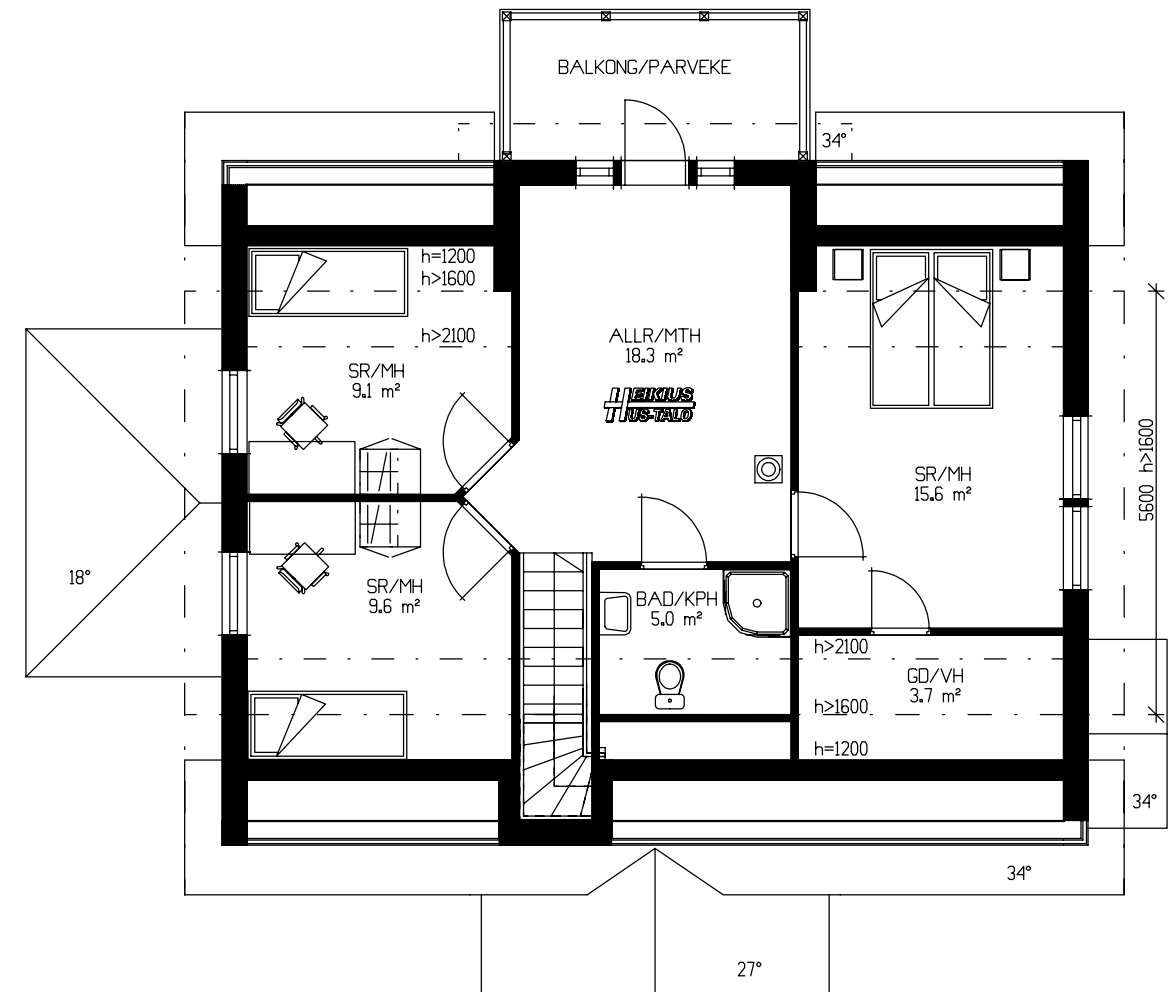 BALKONG/PARVEKE
34°
h=1200
h>1600
h>2100
ALLR/MTH
18.3 m²
SR/MH
9.1 m²
HEIKIUS
HUS-TALO
SR/MH
15.6 m²
5600 h>1600
18°
SR/MH
9.6 m²
BAD/KPH
5.0 m²
h>2100
GD/VH
3.7 m²
h>1600
h=1200
34°
34°
27°